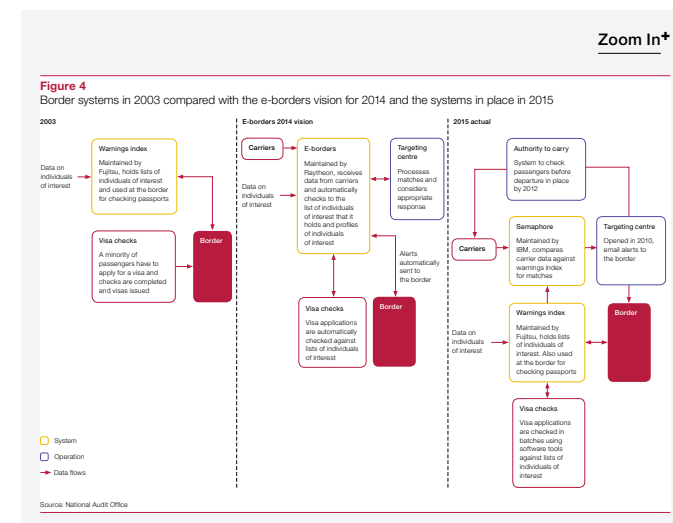 Zoom In+
Figure 4
Border systems in 2003 compared with the e-borders vision for 2014 and the systems in place in 2015
2003
Warnings index
Maintained by
Fujitsu, holds lists
of individuals of
interest and used
at the border
for checking passports
Data on
individuals
of interest
Visa checks
A minority of
passengers have to
apply for a visa and
checks are completed
and visas issued
Border
E-borders 2014 vision
Carriers
Data on
individuals
of interest
E-borders
Maintained by
Raytheon, receives
data from carriers
and automatically
checks to the
list of individuals
of interest that it
holds and profiles
of individuals
of interest
Targeting
centre
Processes
matches and
considers
appropriate
response
Alerts
automatically
sent to
the border
Visa checks
Visa applications
are automatically
checked against
lists of individuals
of interest
Border
2015 actual
Authority to carry
System to check
passengers before
departure in place
by 2012
Carriers
Semaphore
Maintained by
IBM, compares
carrier data against
warnings index
for matches
Targeting centre
Opened in 2010,
email alerts to
the border
Data on
individuals
of interest
Warnings index
Maintained by
Fujitsu, holds lists
of individuals of
interest. Also used
at the border for
checking passports
Border
Visa checks
Visa applications
are checked in
batches using
software tools
against lists of
individuals of
interest
System
Operation
Data flows
Source: National Audit Office